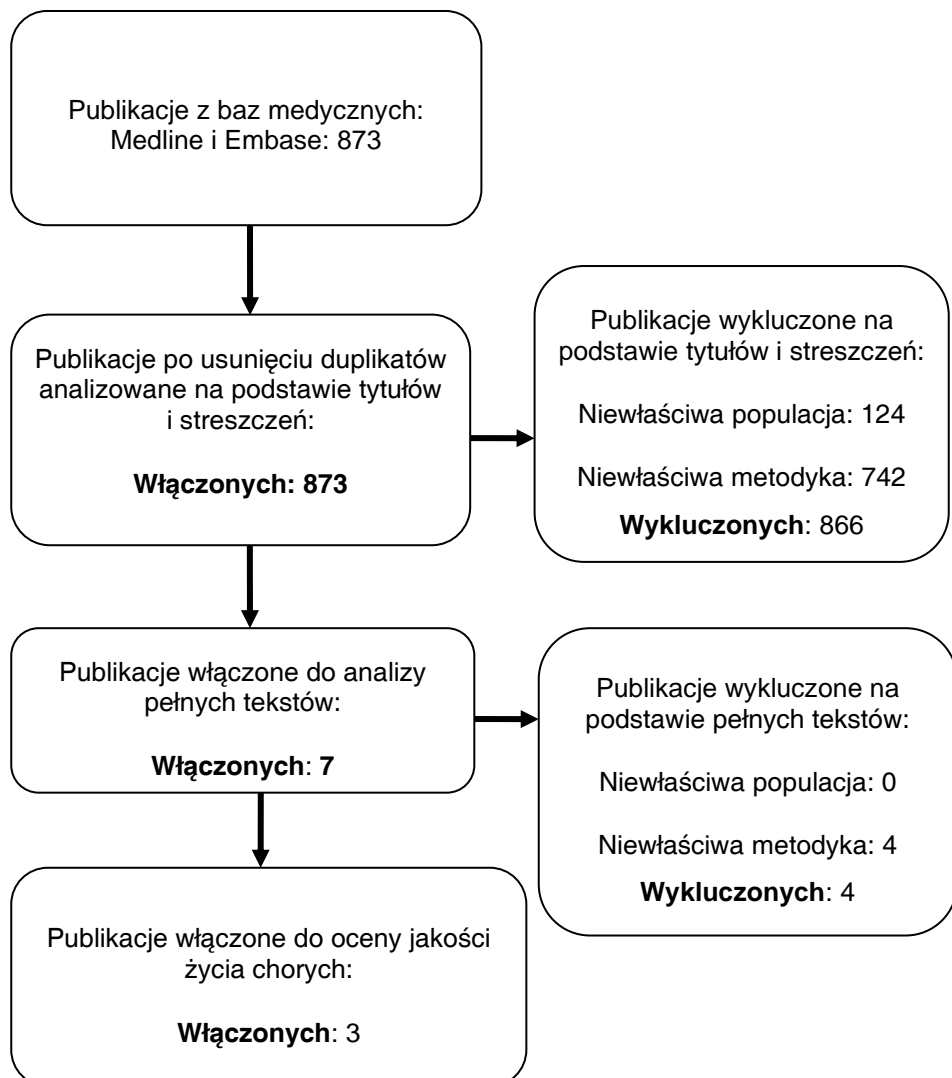 Publikacje z baz medycznych:
Medline i Embase: 873
Publikacje po usunięciu duplikatów
analizowane na podstawie tytułów
i streszczeń:
Włączonych: 873
Publikacje wykluczone na
podstawie tytułów i streszczeń:
Niewłaściwa populacja: 124
Niewłaściwa metodyka: 742
Wykluczonych: 866
Publikacje włączone do analizy
pełnych tekstów:
Włączonych: 7
Publikacje wykluczone na
podstawie pełnych tekstów:
Niewłaściwa populacja: 0
Niewłaściwa metodyka: 4
Wykluczonych: 4
Publikacje włączone do oceny jakości
życia chorych:
Włączonych: 3